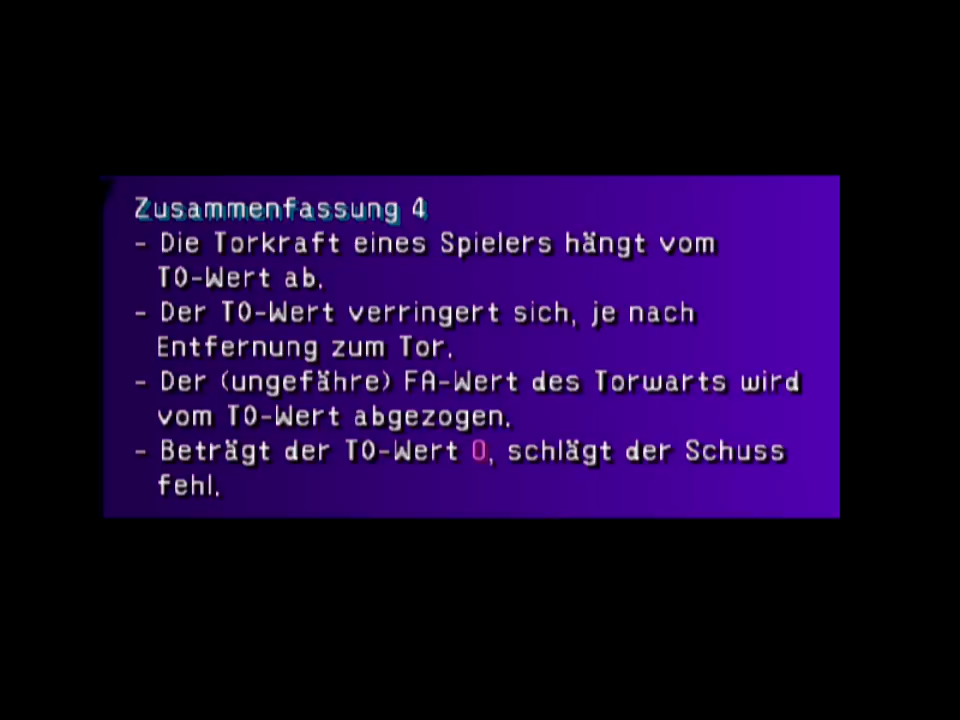 Zusammenfassung 4
- Die Torkraft eines Spielers hängt vom
TO-Wert ab.
- Der TO-Wert verringert sich, je nach
Entfernung zum Tor.
- Der (ungefähre) FA-Wert des Torwarts wird
vom TO-Wert abgezogen.
- Beträgt der TO-Wert 0, schlägt der Schuss
fehl.